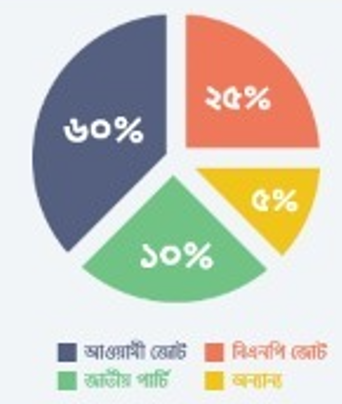 ২৫%
৬০%
৫%
১০%
আওয়ামী জোট বিএনপি জোট
জাতীয় পার্টি অন্যান্য